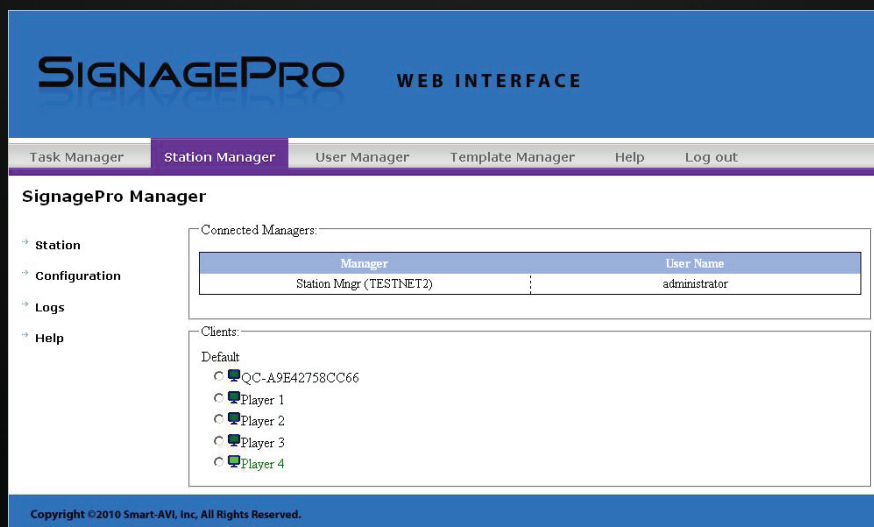 SIGNAGEPRO WEB INTERFACE
Task Manager Station Manager User Manager Template Manager Help Log out
SignagePro Manager
Station
Configuration
Logs
Help
Connected Managers:
Manager User Name
Station Mngr (TESTNET2) administrator
Clients:
Default
QC-A9E42758CC66
Player 1
Player 2
Player 3
Player 4
Copyright ©2010 Smart-AVI, Inc, All Rights Reserved.